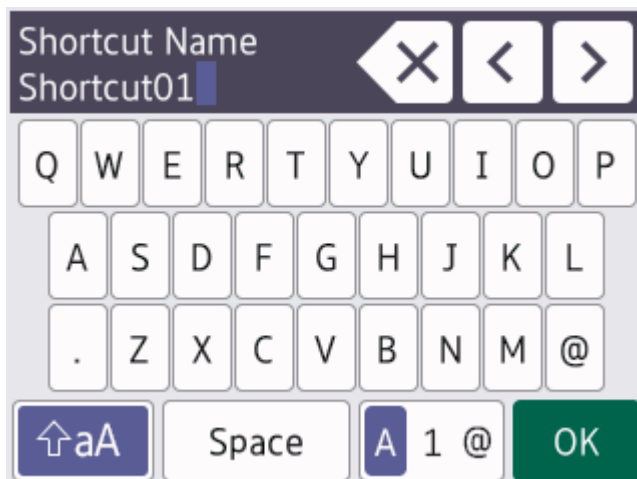 Shortcut Name
Shortcut01
Q W E R T Y U I O P
A S D F G H J K L
. Z X C V B N M @
aA Space A 1 @ OK